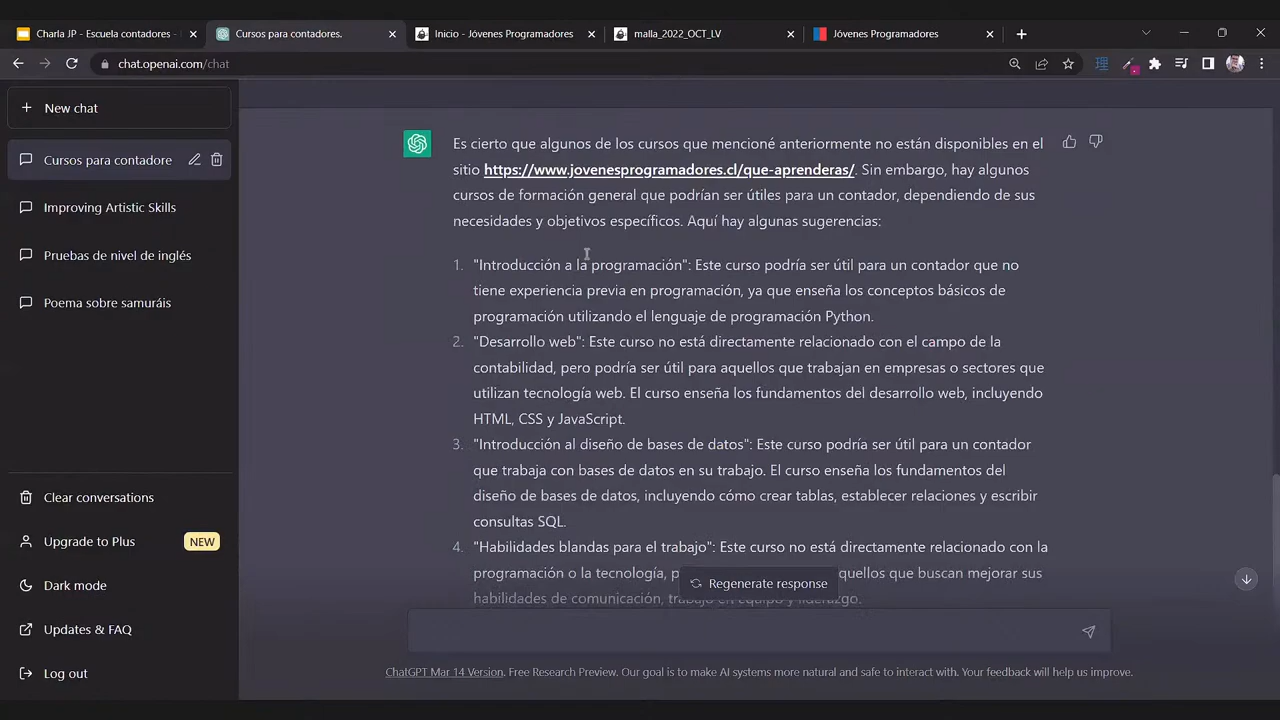 Charla JP - Escuela contadores -
Cursos para contadores.
Inicio - Jóvenes Programadores
malla_2022_OCT_LV
Jóvenes Programadores
chat.openai.com/chat
New chat
Cursos para contadore
Improving Artistic Skills
Pruebas de nivel de inglés
Poema sobre samuráis
Clear conversations
Upgrade to Plus NEW
Dark mode
Updates & FAQ
Log out
Es cierto que algunos de los cursos que mencioné anteriormente no están disponibles en el
sitio https://www.jovenesprogramadores.cl/que-aprenderas/. Sin embargo, hay algunos
cursos de formación general que podrían ser útiles para un contador, dependiendo de sus
necesidades y objetivos específicos. Aquí hay algunas sugerencias:
1. "Introducción a la programación": Este curso podría ser útil para un contador que no
tiene experiencia previa en programación, ya que enseña los conceptos básicos de
programación utilizando el lenguaje de programación Python.
2. "Desarrollo web": Este curso no está directamente relacionado con el campo de la
contabilidad, pero podría ser útil para aquellos que trabajan en empresas o sectores que
utilizan tecnología web. El curso enseña los fundamentos del desarrollo web, incluyendo
HTML, CSS y JavaScript.
3. "Introducción al diseño de bases de datos": Este curso podría ser útil para un contador
que trabaja con bases de datos en su trabajo. El curso enseña los fundamentos del
diseño de bases de datos, incluyendo cómo crear tablas, establecer relaciones y escribir
consultas SQL.
4. "Habilidades blandas para el trabajo": Este curso no está directamente relacionado con la
programación o la tecnología, aquellos que buscan mejorar sus
habilidades de comunicación, trabajo en equipo y liderazgo.
Regenerate response
ChatGPT Mar 14 Version. Free Research Preview. Our goal is to make AI systems more natural and safe to interact with. Your feedback will help us improve.